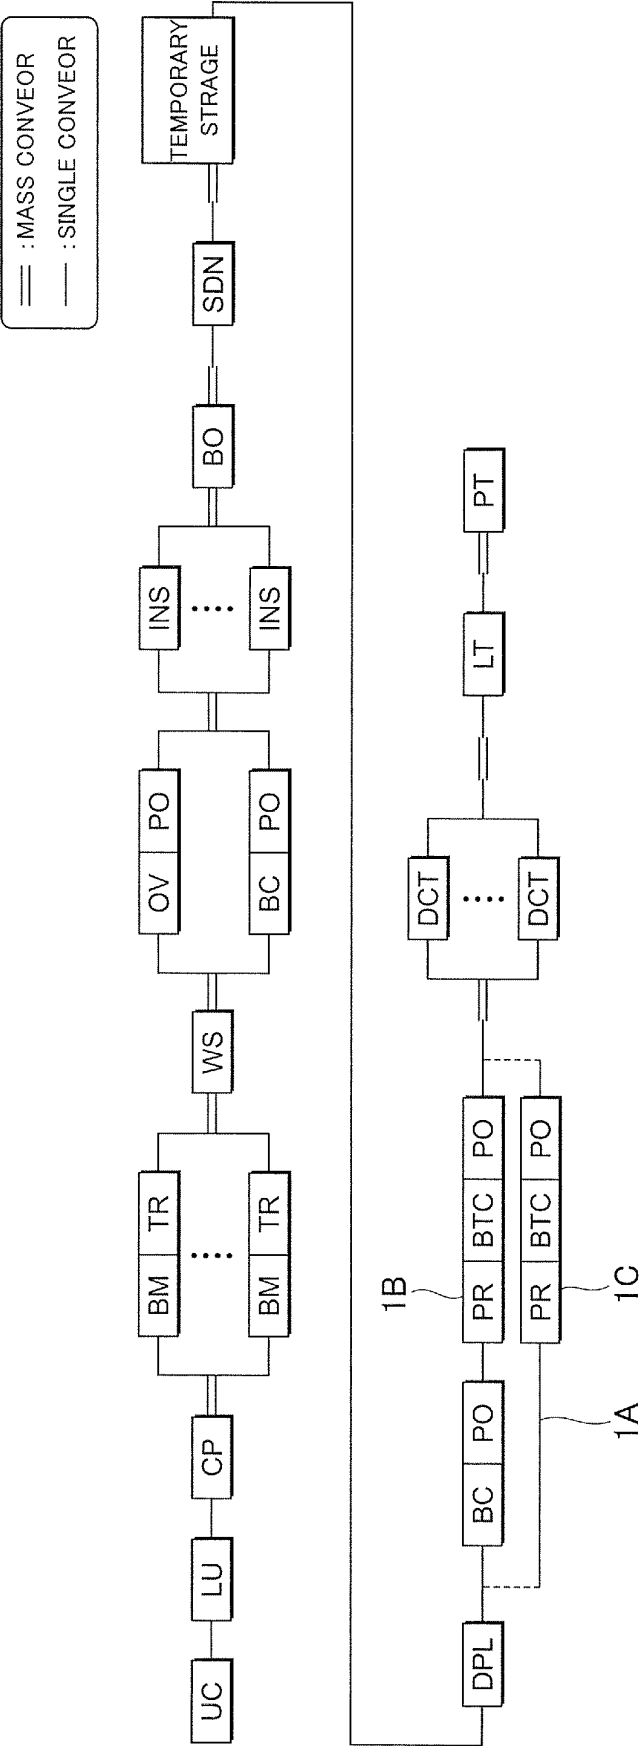 ═ : MASS CONVEOR
— : SINGLE CONVEOR
UC
LU
CP
BM TR
····
BM TR
WS
OV PO
BC PO
INS
····
INS
BO
SDN
TEMPORARY
STRAGE
DPL
BC PO
1B
PR BTC PO
PR BTC PO
1C
1A
DCT
····
DCT
LT
PT